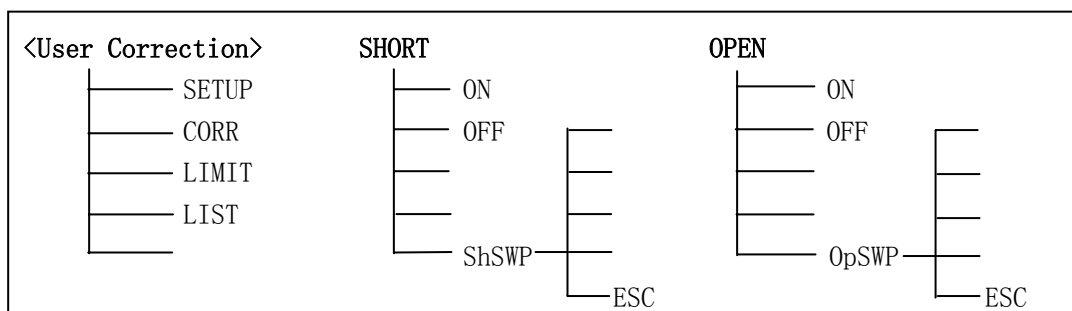 <User Correction> SHORT OPEN
SETUP ON ON
CORR OFF OFF
LIMIT
LIST
ShSWP OpSWP
ESC ESC